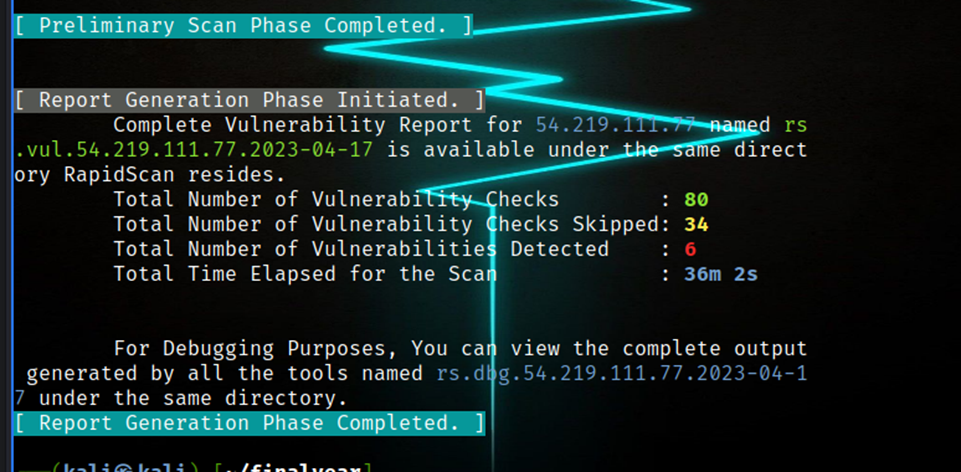 [ Preliminary Scan Phase Completed. ]
[ Report Generation Phase Initiated. ]
Complete Vulnerability Report for 54.219.111.77 named rs
.vul.54.219.111.77.2023-04-17 is available under the same direct
ory RapidScan resides.
Total Number of Vulnerability Checks : 80
Total Number of Vulnerability Checks Skipped: 34
Total Number of Vulnerabilities Detected : 6
Total Time Elapsed for the Scan : 36m 2s
For Debugging Purposes, You can view the complete output
generated by all the tools named rs.dbg.54.219.111.77.2023-04-1
7 under the same directory.
[ Report Generation Phase Completed. ]
(kali㉿kali) [~/finalyear]